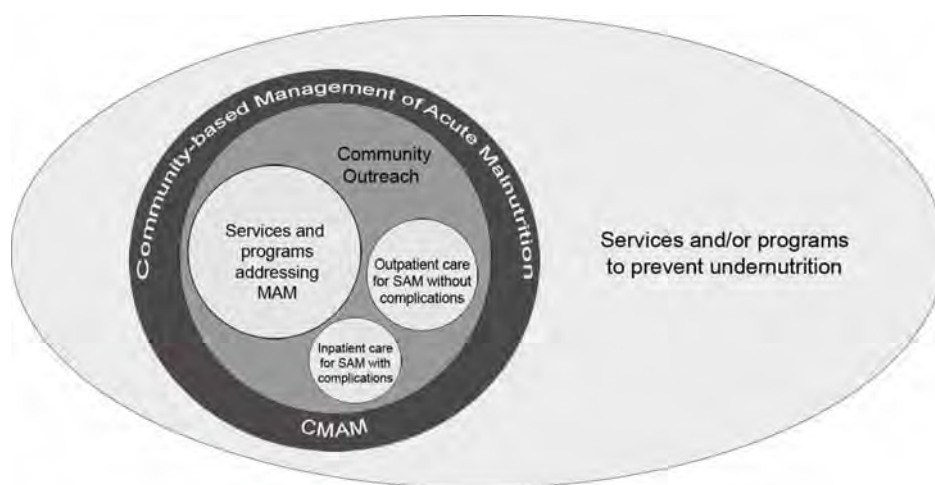 Community-based Management of Acute Malnutrition
Community
Outreach
Services and
programs
addressing
MAM
Outpatient care
for SAM without
complications
Inpatient care
for SAM with
complications
CMAM
Services and/or programs
to prevent undernutrition